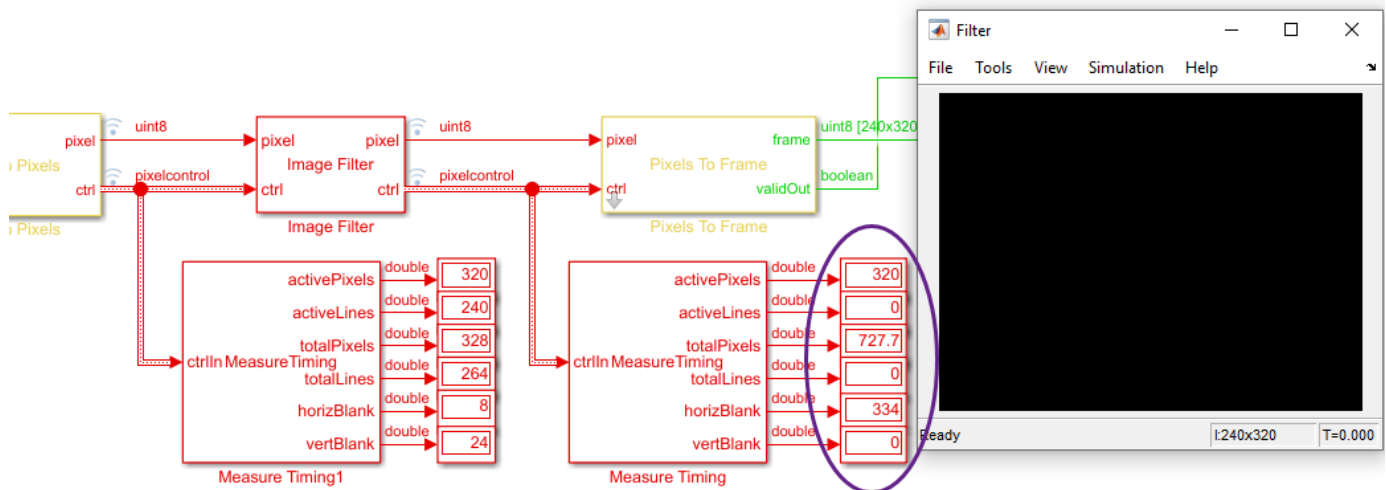 Filter
File Tools View Simulation Help
uint8
uint8
uint8 [240x320
pixel
pixel
pixel
pixel
frame
o Pixels
Image Filter
Pixels To Frame
pixelcontrol
pixelcontrol
boolean
ctrl
ctrl
ctrl
ctrl
validOut
o Pixels
Image Filter
Pixels To Frame
activePixels
double
320
activeLines
double
240
totalPixels
double
328
ctrlIn MeasureTiming
totalLines
double
264
horizBlank
double
8
vertBlank
double
24
Measure Timing1
activePixels
double
320
activeLines
double
0
totalPixels
double
727.7
ctrlIn MeasureTiming
totalLines
double
0
horizBlank
double
334
vertBlank
double
0
Measure Timing
Ready
I:240x320
T=0.000